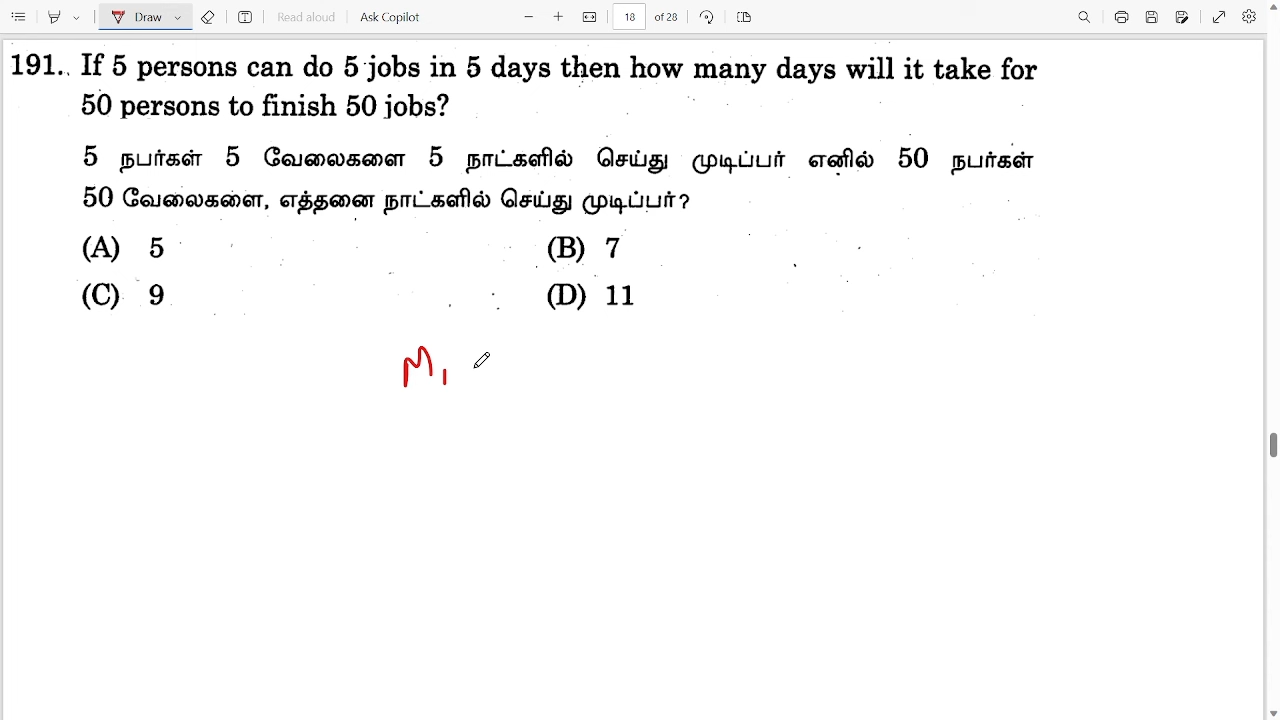 Draw Read aloud Ask Copilot 18 of 28
191. If 5 persons can do 5 jobs in 5 days then how many days will it take for
50 persons to finish 50 jobs?
5 நபர்கள் 5 வேலைகளை 5 நாட்களில் செய்து முடிப்பர் எனில் 50 நபர்கள்
50 வேலைகளை, எத்தனை நாட்களில் செய்து முடிப்பர்?
(A) 5 (B) 7
(C) 9 (D) 11
M1